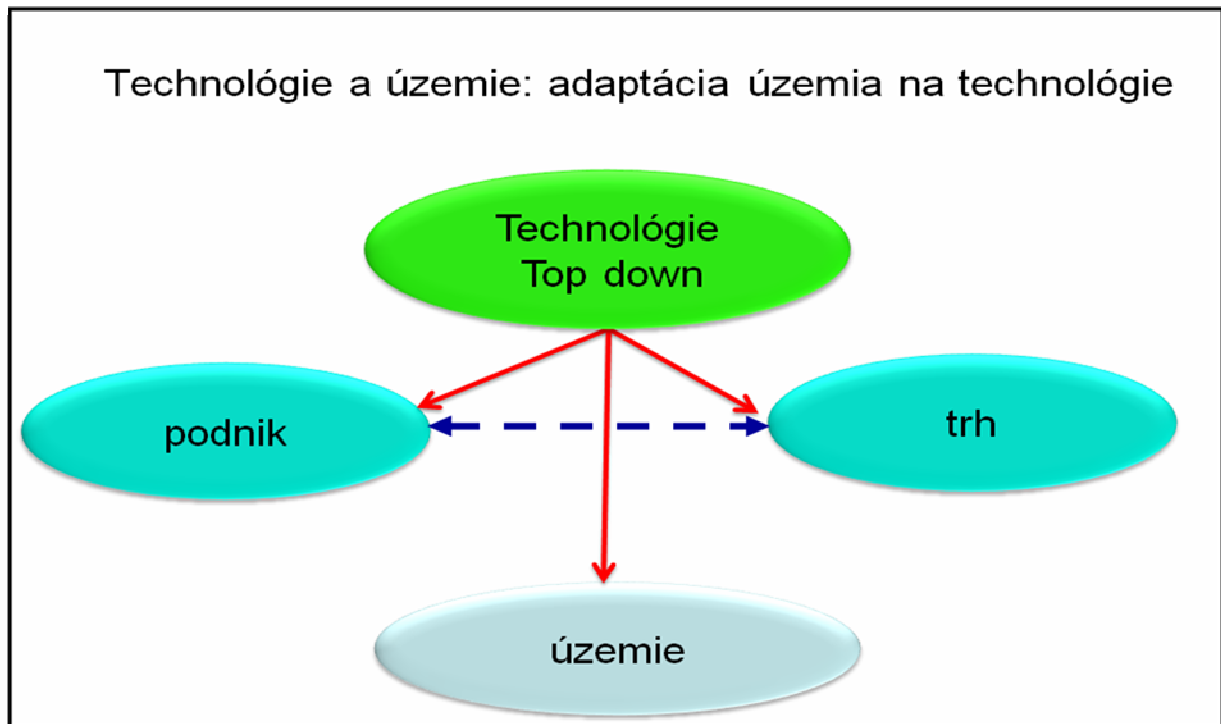 Technológie a územie: adaptácia územia na technológie
Technológie
Top down
podnik
trh
územie